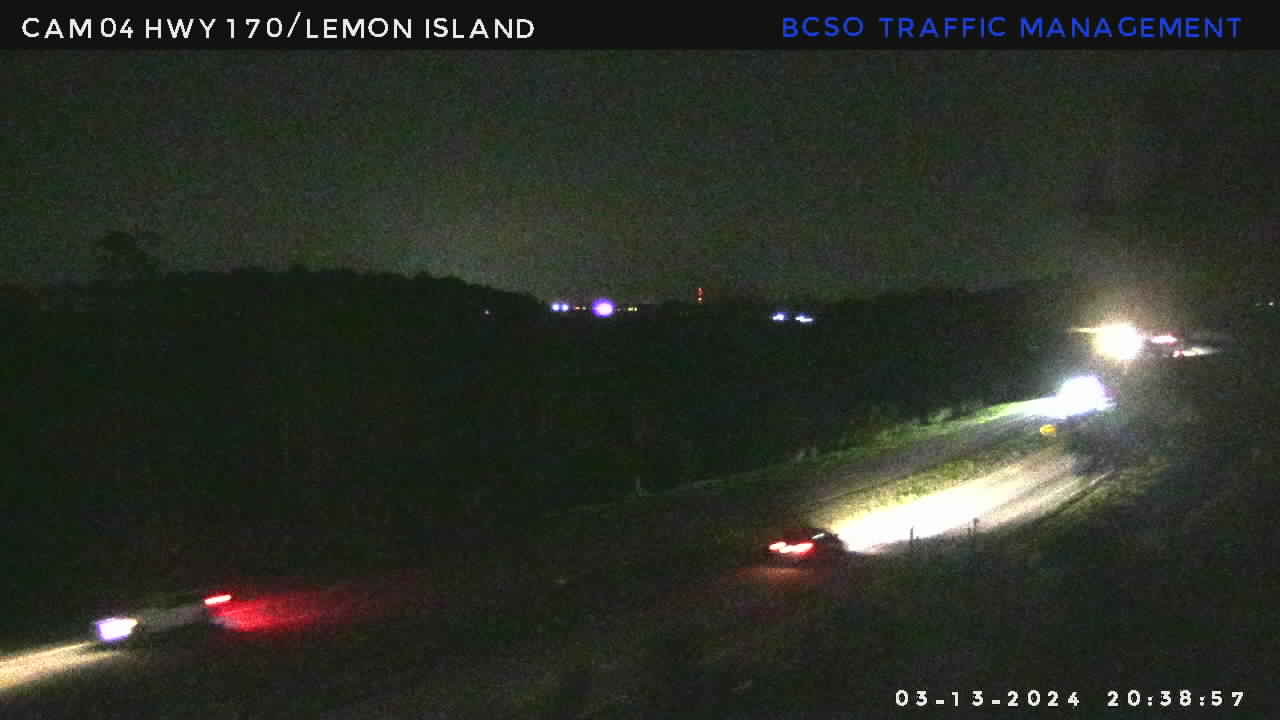 CAM04 HWY 170/LEMON ISLAND
BCSO TRAFFIC MANAGEMENT
03-13-2024 20:38:57